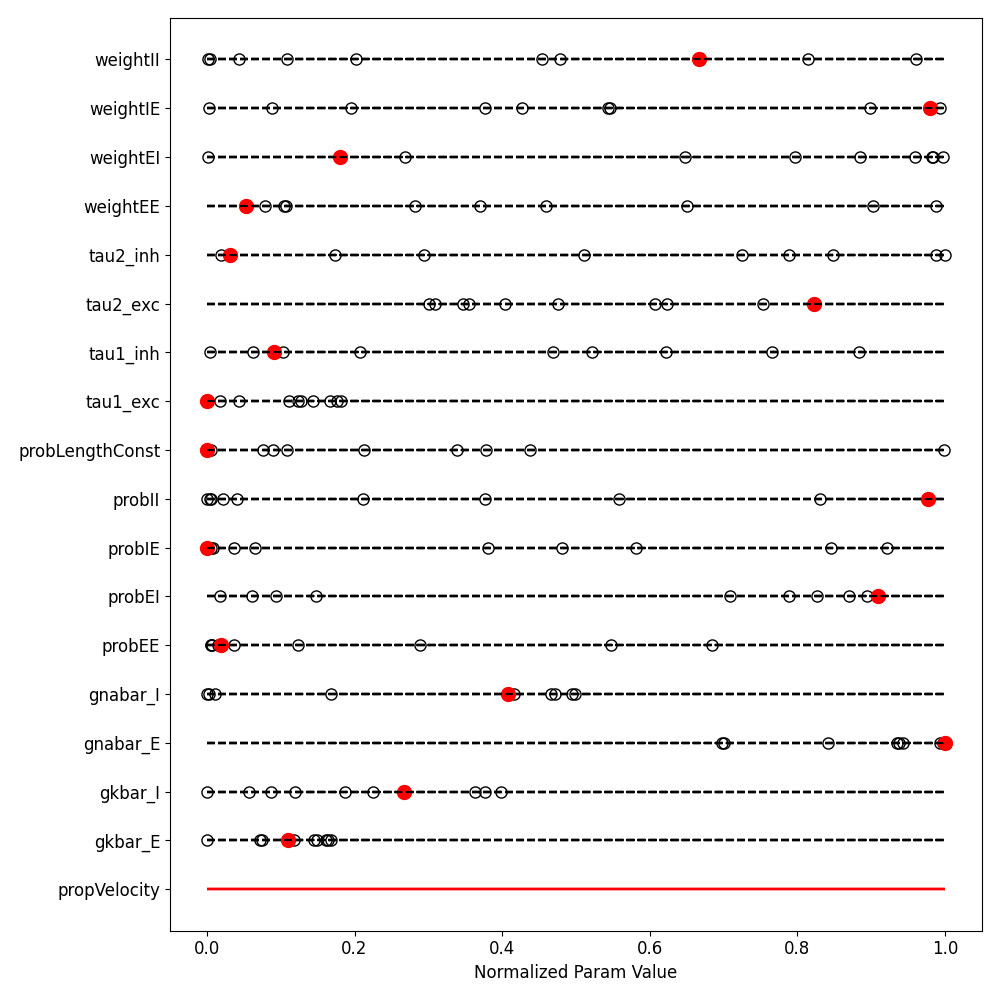 weightII
weightIE
weightEI
weightEE
tau2_inh
tau2_exc
tau1_inh
tau1_exc
probLengthConst
probII
probIE
probEI
probEE
gnabar_I
gnabar_E
gkbar_I
gkbar_E
propVelocity
0.0 0.2 0.4 0.6 0.8 1.0
Normalized Param Value